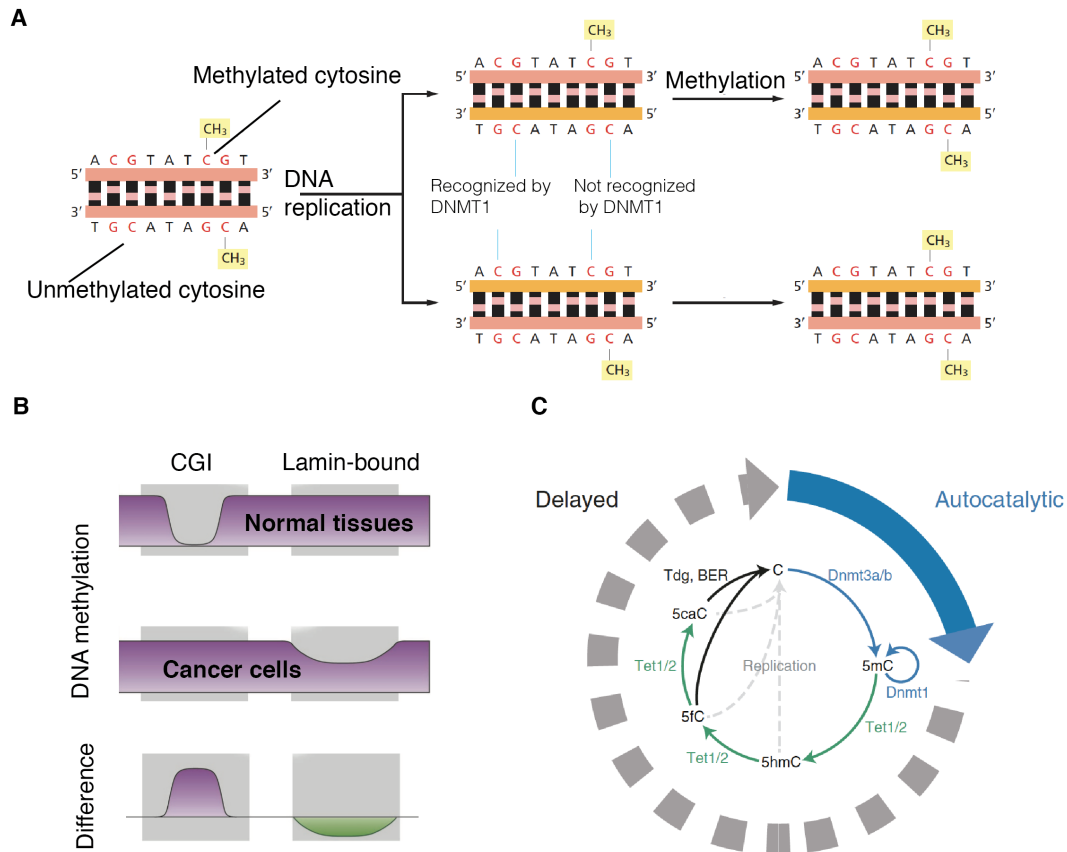 A
CH3
CH3
A C G T A T C G T
A C G T A T C G T
5′ 3′
5′ 3′
Methylated cytosine
Methylation
3′ 5′
3′ 5′
T G C A T A G C A
T G C A T A G C A
CH3
CH3
A C G T A T C G T
5′ 3′
DNA
replication
Recognized by
DNMT1
Not recognized
by DNMT1
3′ 5′
T G C A T A G C A
CH3
Unmethylated cytosine
CH3
A C G T A T C G T
A C G T A T C G T
5′ 3′
5′ 3′
3′ 5′
3′ 5′
T G C A T A G C A
T G C A T A G C A
CH3
CH3
B
CGI Lamin-bound
DNA methylation
Normal tissues
Cancer cells
Difference
C
Delayed
Autocatalytic
Tdg, BER
C
Dnmt3a/b
5caC
Tet1/2
Replication
5mC
Dnmt1
5fC
Tet1/2
Tet1/2
5hmC